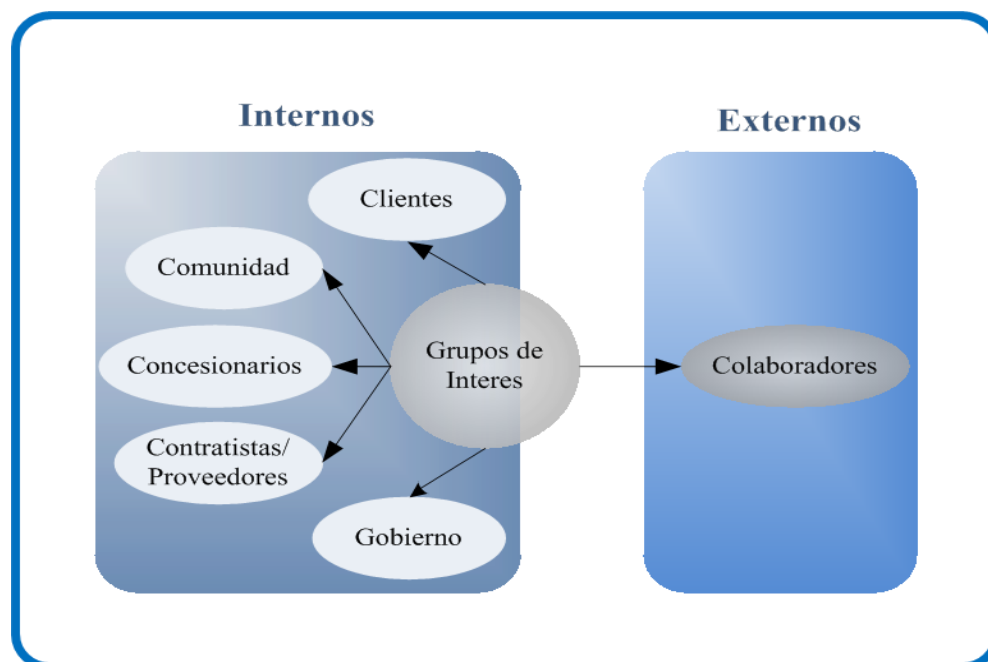 Internos
Externos
Clientes
Comunidad
Concesionarios
Contratistas/
Proveedores
Gobierno
Grupos de
Interes
Colaboradores